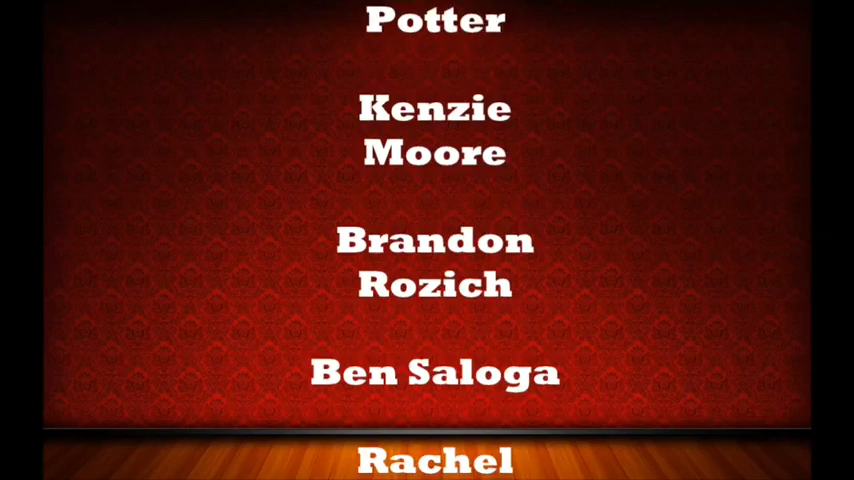 Potter
Kenzie
Moore
Brandon
Rozich
Ben Saloga
Rachel